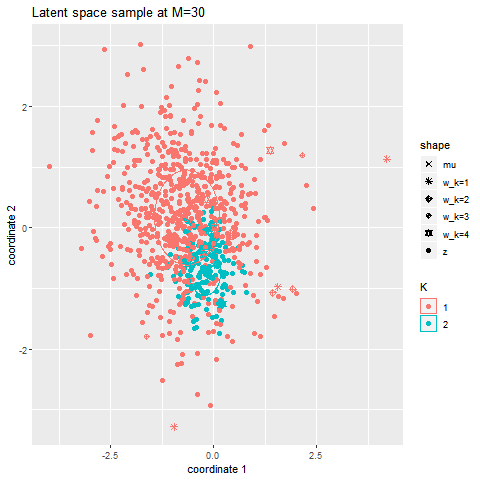 Latent space sample at M=30
coordinate 2
2
0
-2
-2.5
0.0
2.5
coordinate 1
shape
mu
w_k=1
w_k=2
w_k=3
w_k=4
z
K
1
2